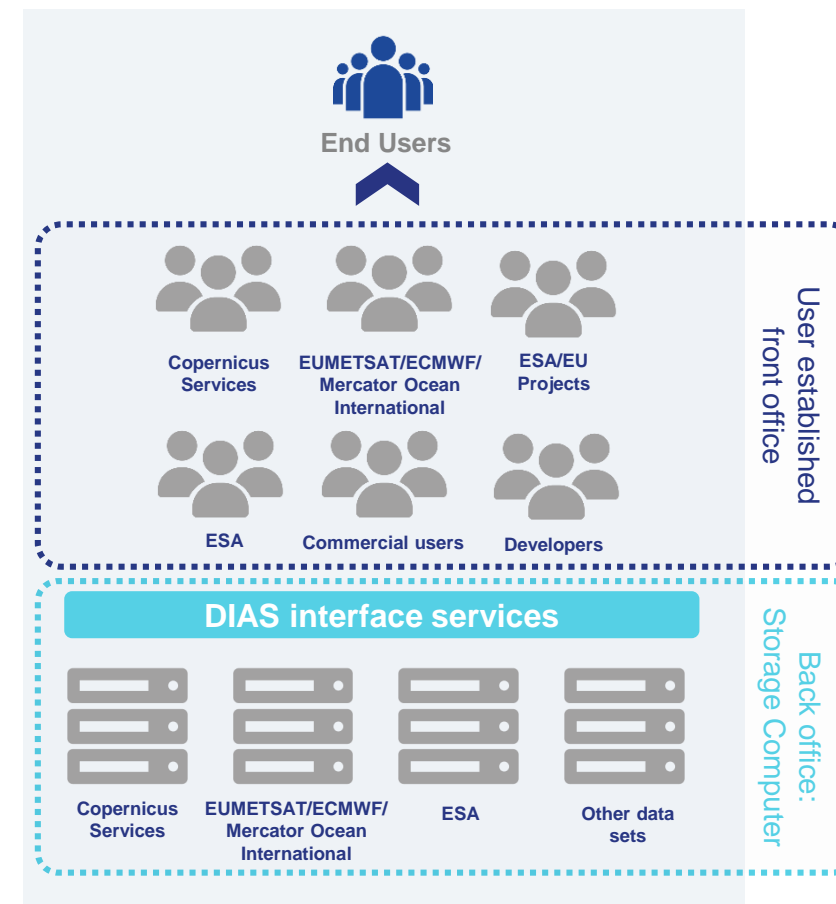 End Users
Copernicus
Services
EUMETSAT/ECMWF/
Mercator Ocean
International
ESA/EU
Projects
ESA
Commercial users
Developers
User established
front office
DIAS interface services
Copernicus
Services
EUMETSAT/ECMWF/
Mercator Ocean
International
ESA
Other data
sets
Back office:
Storage Computer